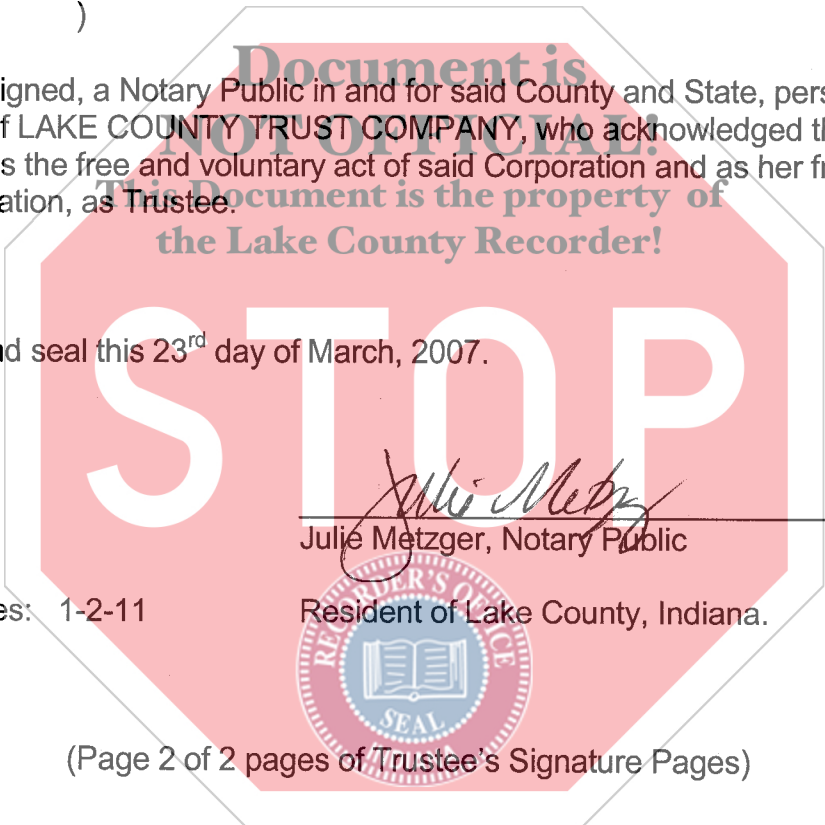 )
Document is
igned, a Notary Public in and for said County and State, pers
NOT OFFICIAL!
f LAKE COUNTY TRUST COMPANY, who acknowledged th
s the free and voluntary act of said Corporation and as her fr
This Document is the property of
ation, as Trustee.
the Lake County Recorder!
STOP
nd seal this 23rd day of March, 2007.
Julie Metzger
Julie Metzger, Notary Public
es: 1-2-11
Resident of Lake County, Indiana.
RECORDER'S OFFICE
SEAL
(Page 2 of 2 pages of Trustee's Signature Pages)